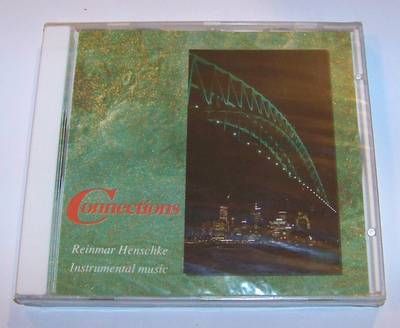 Connections
Reinmar Henschke
Instrumental music